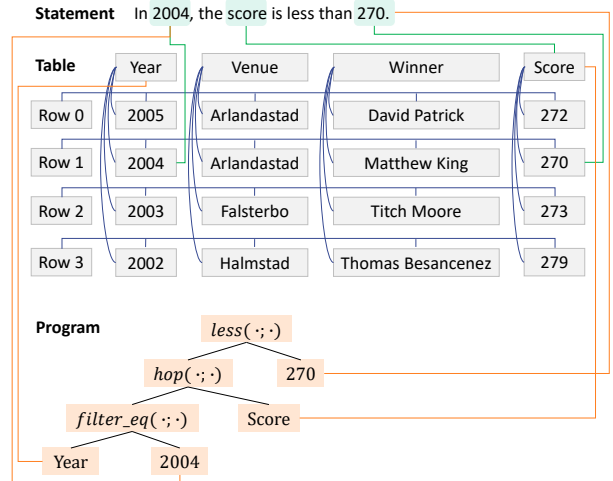 Statement In 2004, the score is less than 270.
Table Year Venue Winner Score
Row 0 2005 Arlandastad David Patrick 272
Row 1 2004 Arlandastad Matthew King 270
Row 2 2003 Falsterbo Titch Moore 273
Row 3 2002 Halmstad Thomas Besancenez 279
Program
less( ·; ·)
hop( ·; ·) 270
filter_eq( ·; ·) Score
Year 2004